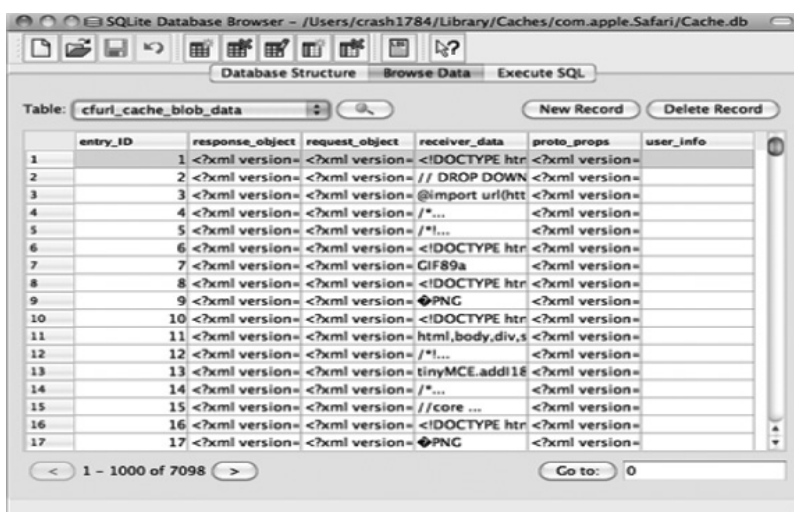 SQLite Database Browser – /Users/crash1784/Library/Caches/com.apple.Safari/Cache.db
Database Structure Browse Data Execute SQL
Table: cfurl_cache_blob_data New Record Delete Record
entry_ID response_object request_object receiver_data proto_props user_info
1 1 <?xml version= <?xml version= <!DOCTYPE htr <?xml version=
2 2 <?xml version= <?xml version= // DROP DOWN <?xml version=
3 3 <?xml version= <?xml version= @import url(htt <?xml version=
4 4 <?xml version= <?xml version= /*... <?xml version=
5 5 <?xml version= <?xml version= /*!... <?xml version=
6 6 <?xml version= <?xml version= <!DOCTYPE htr <?xml version=
7 7 <?xml version= <?xml version= GIF89a <?xml version=
8 8 <?xml version= <?xml version= <!DOCTYPE htr <?xml version=
9 9 <?xml version= <?xml version= �PNG <?xml version=
10 10 <?xml version= <?xml version= <!DOCTYPE htr <?xml version=
11 11 <?xml version= <?xml version= html,body,div,s <?xml version=
12 12 <?xml version= <?xml version= /*!... <?xml version=
13 13 <?xml version= <?xml version= tinyMCE.addI18 <?xml version=
14 14 <?xml version= <?xml version= /*... <?xml version=
15 15 <?xml version= <?xml version= //core ... <?xml version=
16 16 <?xml version= <?xml version= <!DOCTYPE htr <?xml version=
17 17 <?xml version= <?xml version= �PNG <?xml version=
< 1 – 1000 of 7098 > Go to: 0